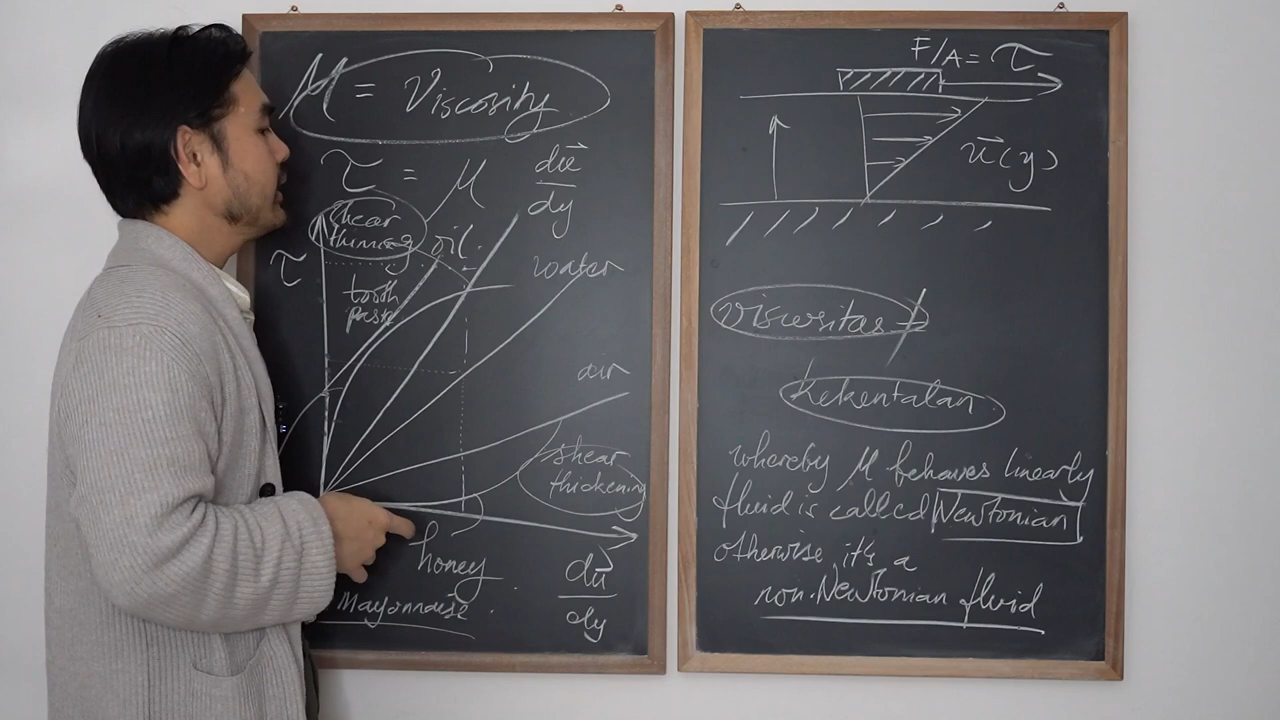 μ = Viscosity
τ = μ du⃗/dy
shear
thinning
τ
oil
tooth
paste
water
air
shear
thickening
honey
Mayonnaise
du⃗/dy
F/A = τ
u⃗(y)
viscositas ≠
kekentalan
whereby μ behaves linearly
fluid is called Newtonian
otherwise, it's a
non-Newtonian fluid